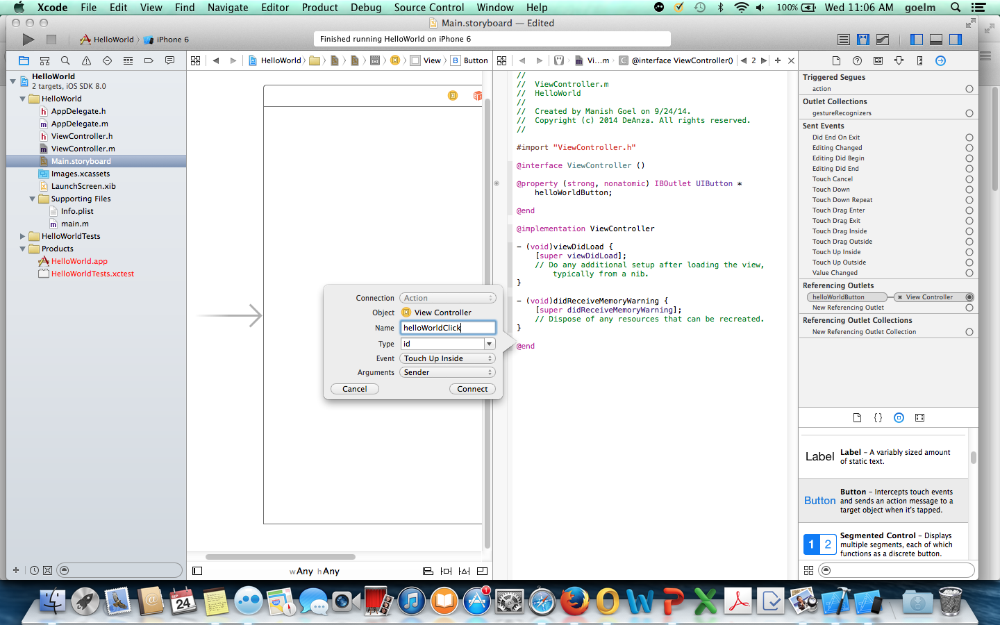 Xcode File Edit View Find Navigate Editor Product Debug Source Control Window Help 100% Wed 11:06 AM goelm
Main.storyboard — Edited
HelloWorld iPhone 6
Finished running HelloWorld on iPhone 6
HelloWorld View B Button
Vi...m C @interface ViewController() 2
HelloWorld
2 targets, iOS SDK 8.0
HelloWorld
h AppDelegate.h
m AppDelegate.m
h ViewController.h
m ViewController.m
Main.storyboard
Images.xcassets
LaunchScreen.xib
Supporting Files
Info.plist
m main.m
HelloWorldTests
Products
HelloWorld.app
HelloWorldTests.xctest
Connection Action
Object View Controller
Name helloWorldClick
Type id
Event Touch Up Inside
Arguments Sender
Cancel Connect
wAny hAny
//
// ViewController.m
// HelloWorld
//
// Created by Manish Goel on 9/24/14.
// Copyright (c) 2014 DeAnza. All rights reserved.
//
#import "ViewController.h"
@interface ViewController ()
@property (strong, nonatomic) IBOutlet UIButton *
helloWorldButton;
@end
@implementation ViewController
- (void)viewDidLoad {
[super viewDidLoad];
// Do any additional setup after loading the view,
typically from a nib.
}
- (void)didReceiveMemoryWarning {
[super didReceiveMemoryWarning];
// Dispose of any resources that can be recreated.
}
@end
Triggered Segues
action
Outlet Collections
gestureRecognizers
Sent Events
Did End On Exit
Editing Changed
Editing Did Begin
Editing Did End
Touch Cancel
Touch Down
Touch Down Repeat
Touch Drag Enter
Touch Drag Exit
Touch Drag Inside
Touch Drag Outside
Touch Up Inside
Touch Up Outside
Value Changed
Referencing Outlets
helloWorldButton View Controller
New Referencing Outlet
Referencing Outlet Collections
New Referencing Outlet Collection
{}
Label Label – A variably sized amount
of static text.
Button Button – Intercepts touch events
and sends an action message to a
target object when it's tapped.
1 2 Segmented Control – Displays
multiple segments, each of which
functions as a discrete button.
SEP
24
1